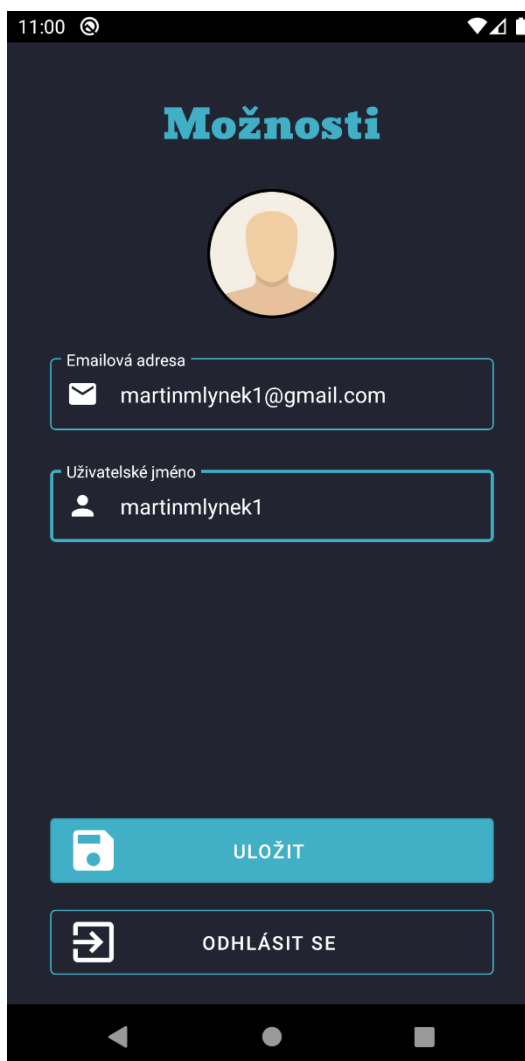 11:00
Možnosti
Emailová adresa
martinmlynek1@gmail.com
Uživatelské jméno
martinmlynek1
ULOŽIT
ODHLÁSIT SE